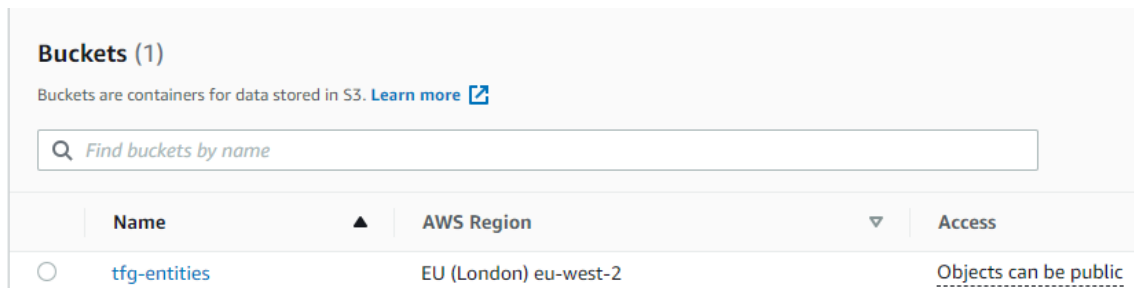 Buckets (1)
Buckets are containers for data stored in S3. Learn more
Find buckets by name
Name AWS Region Access
tfg-entities EU (London) eu-west-2 Objects can be public